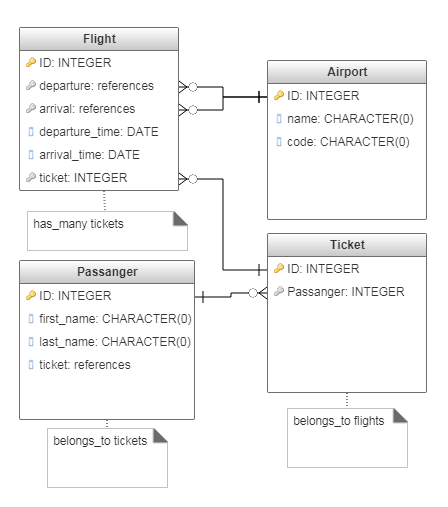 Flight
ID: INTEGER
departure: references
arrival: references
departure_time: DATE
arrival_time: DATE
ticket: INTEGER
has_many tickets
Airport
ID: INTEGER
name: CHARACTER(0)
code: CHARACTER(0)
Passanger
ID: INTEGER
first_name: CHARACTER(0)
last_name: CHARACTER(0)
ticket: references
belongs_to tickets
Ticket
ID: INTEGER
Passanger: INTEGER
belongs_to flights